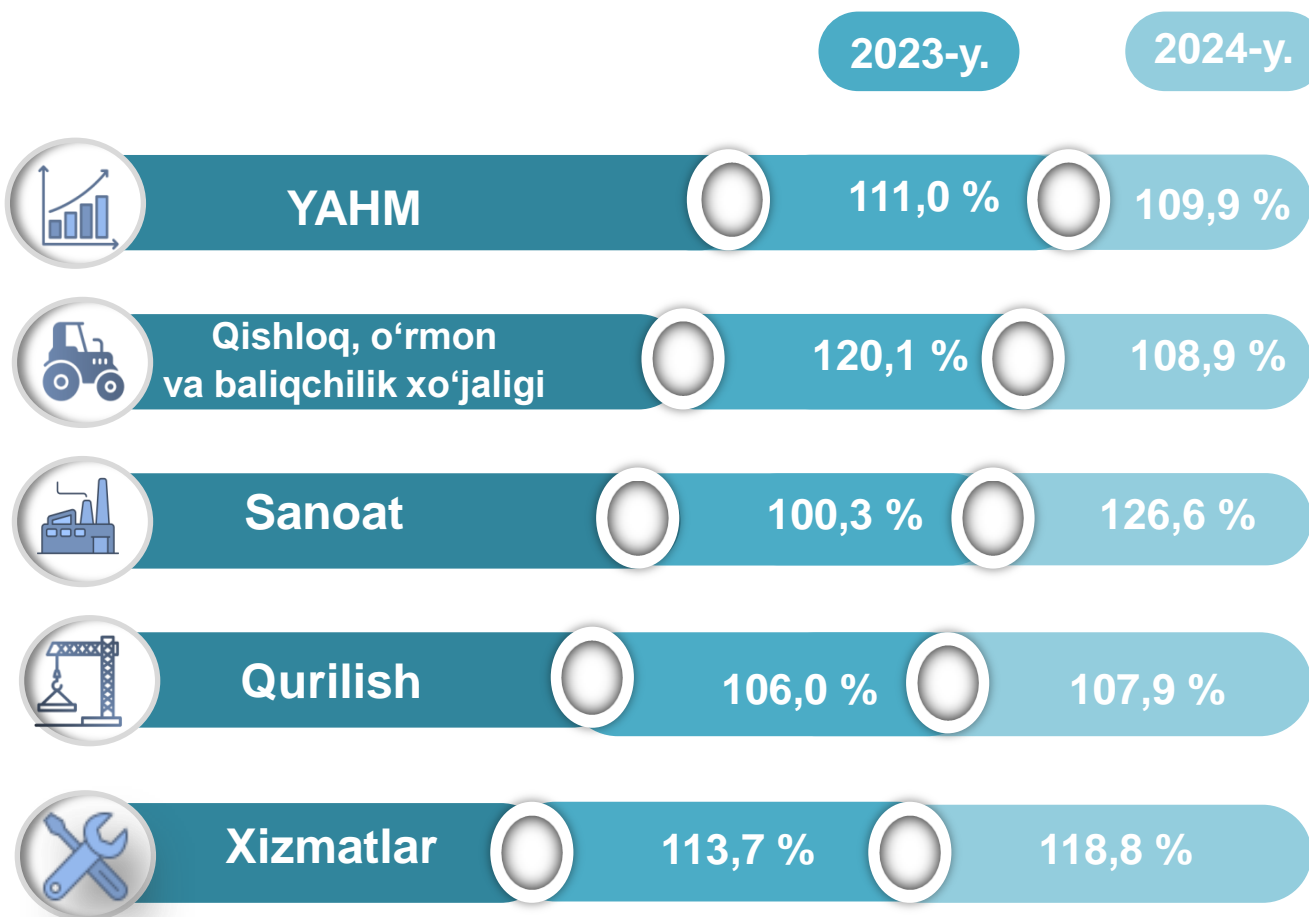 2023-y. 2024-y.
YAHM 111,0 % 109,9 %
Qishloq, o‘rmon
va baliqchilik xo‘jaligi 120,1 % 108,9 %
Sanoat 100,3 % 126,6 %
Qurilish 106,0 % 107,9 %
Xizmatlar 113,7 % 118,8 %